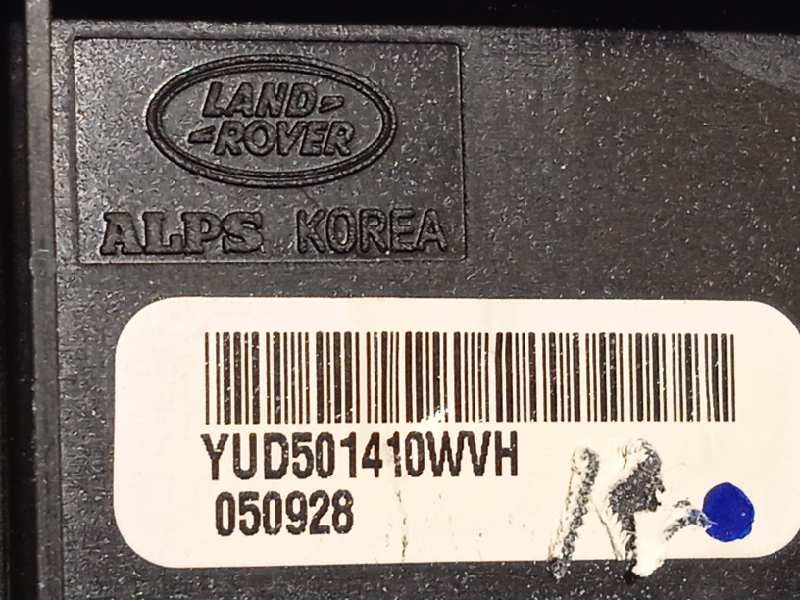 LAND
ROVER
ALPS KOREA
YUD501410WVH
050928